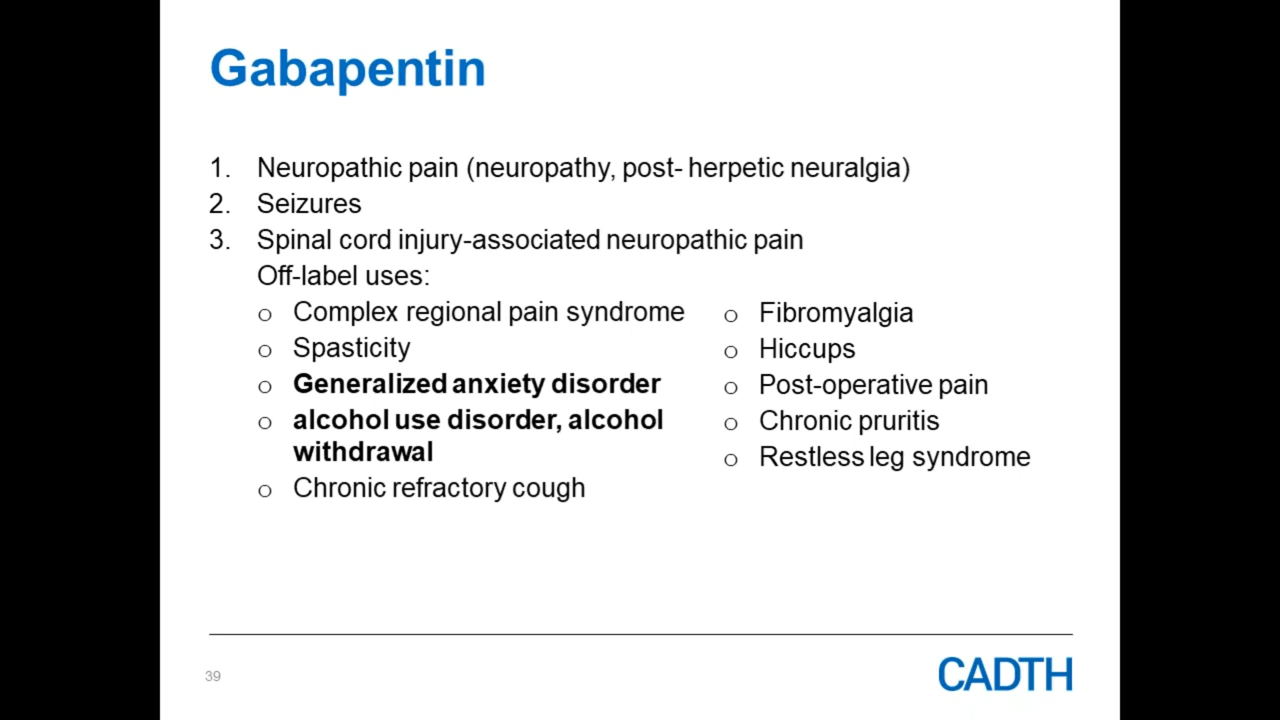 Gabapentin
1. Neuropathic pain (neuropathy, post- herpetic neuralgia)
2. Seizures
3. Spinal cord injury-associated neuropathic pain
Off-label uses:
o Complex regional pain syndrome
o Spasticity
o Generalized anxiety disorder
o alcohol use disorder, alcohol
withdrawal
o Chronic refractory cough
o Fibromyalgia
o Hiccups
o Post-operative pain
o Chronic pruritis
o Restless leg syndrome
39
CADTH